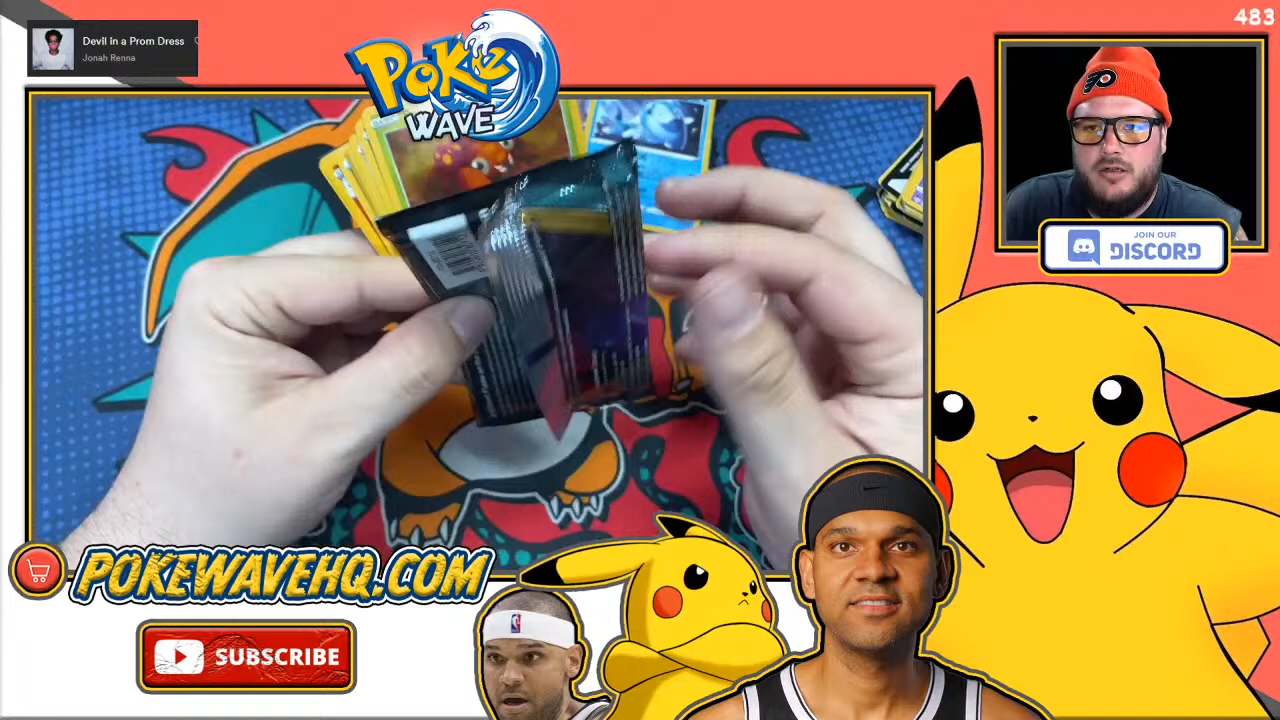 483
Devil in a Prom Dress
Jonah Renna
POKE
WAVE
JOIN OUR
DISCORD
POKEWAVEHQ.COM
SUBSCRIBE